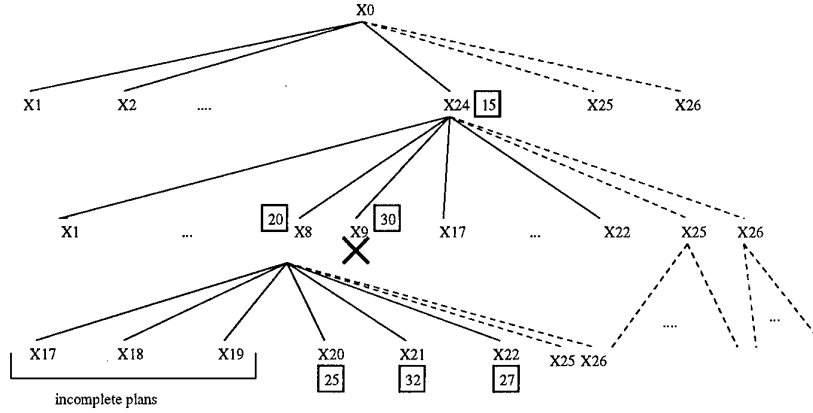 X0
X1 X2 .... X24 15 X25 X26
X1 ... 20 X8 X9 30 X17 ... X22 X25 X26
.... ...
X17 X18 X19 X20 X21 X22 X25 X26
25 32 27
incomplete plans